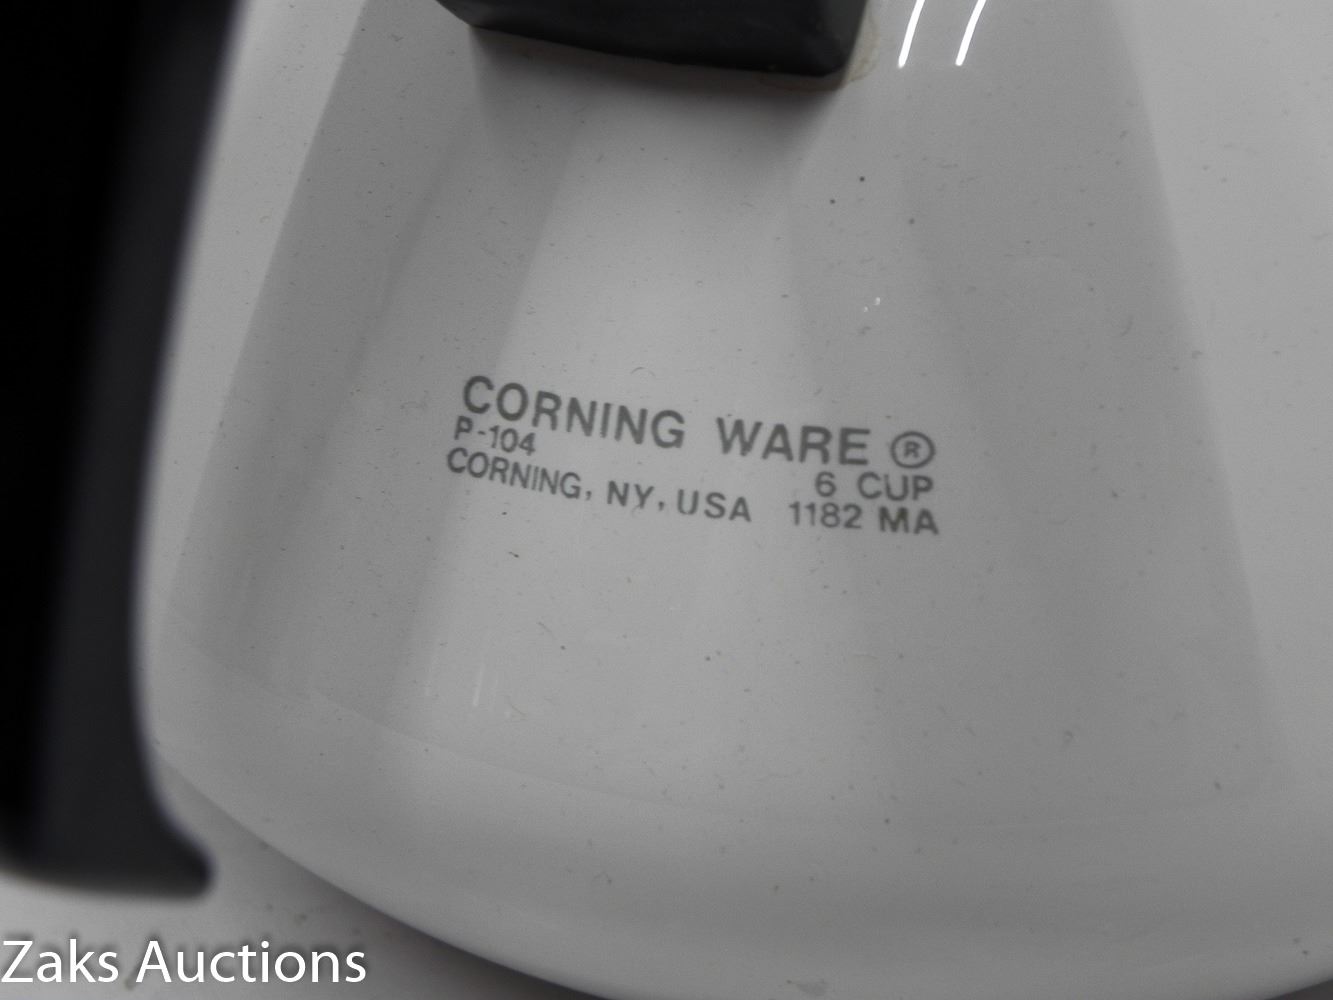 CORNING WARE ®
P-104 6 CUP
CORNING, NY, USA 1182 MA
Zaks Auctions